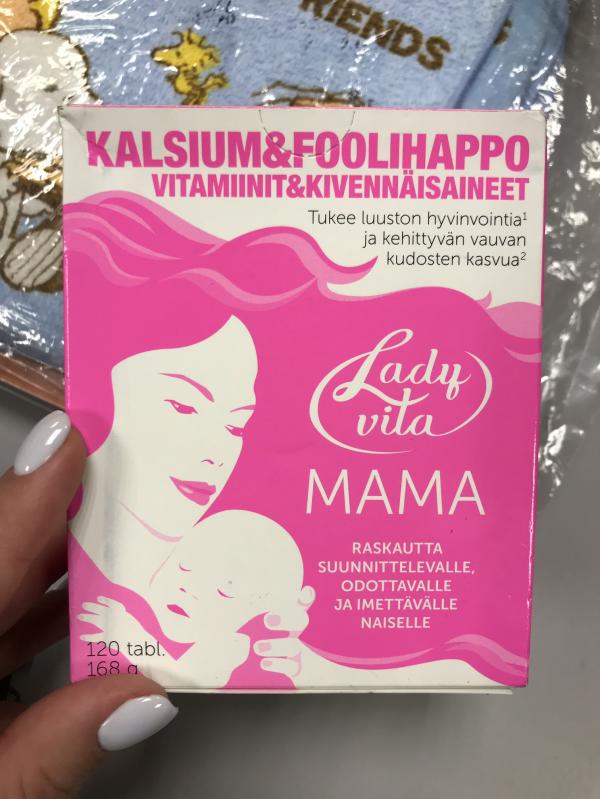 FRIENDS
KALSIUM&FOOLIHAPPO
VITAMIINIT&KIVENNÄISAINEET
Tukee luuston hyvinvointia¹
ja kehittyvän vauvan
kudosten kasvua²
Lady
vita
MAMA
RASKAUTTA
SUUNNITTELEVALLE,
ODOTTAVALLE
JA IMETTÄVÄLLE
NAISELLE
120 tabl.
168 g